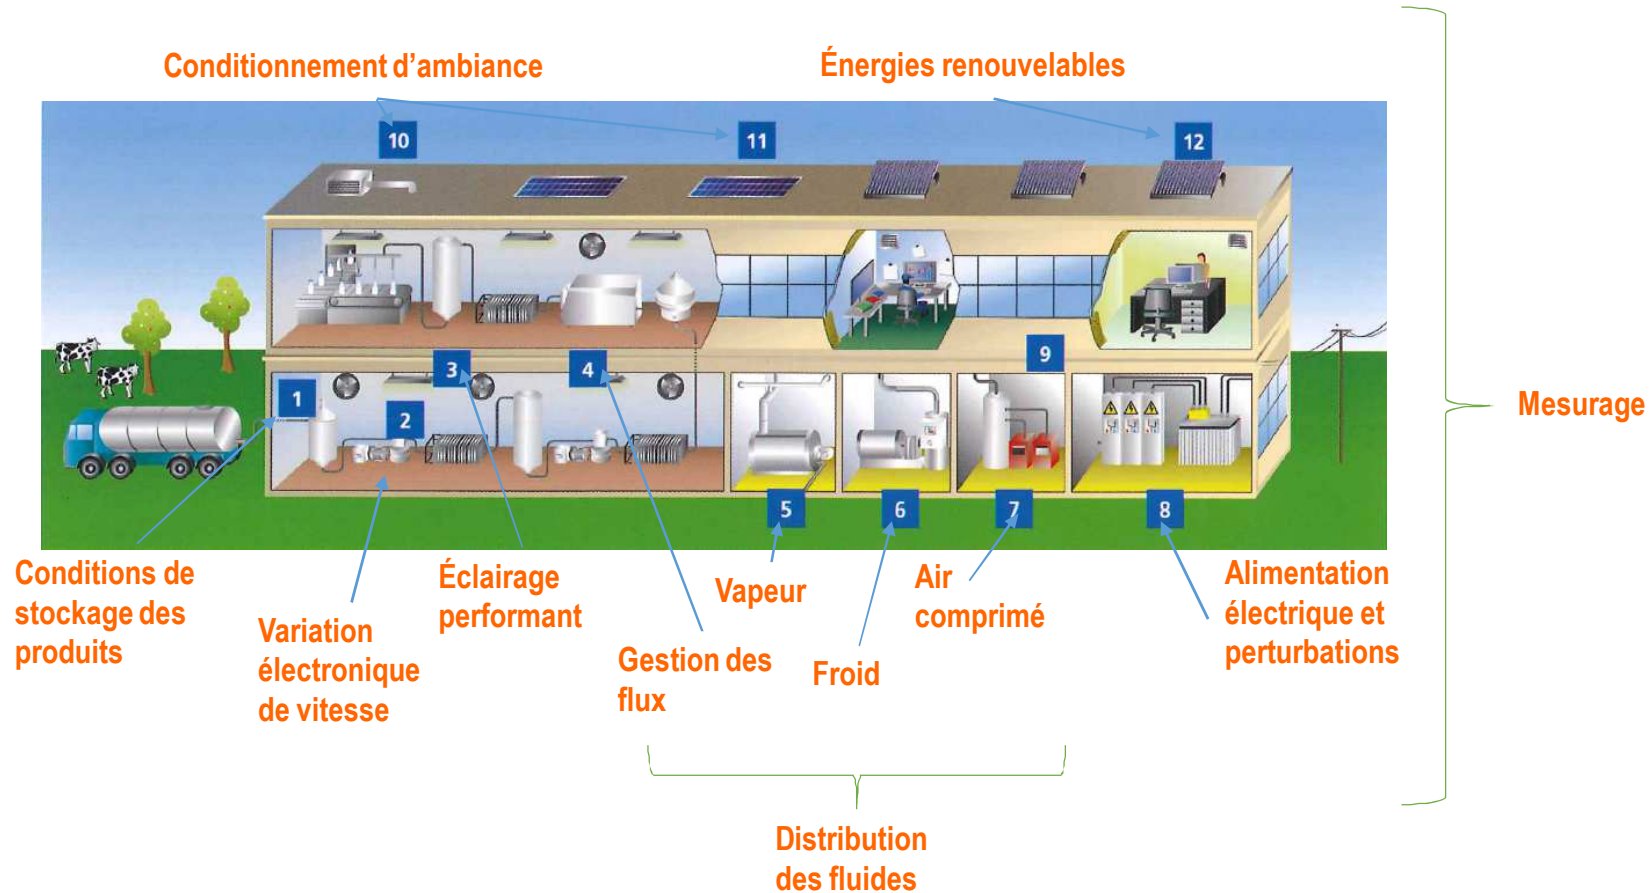 Conditionnement d’ambiance
Énergies renouvelables
10
11
12
9
3
4
1
2
5
6
7
8
Mesurage
Conditions de
stockage des
produits
Variation
électronique
de vitesse
Éclairage
performant
Gestion des
flux
Vapeur
Froid
Air
comprimé
Alimentation
électrique et
perturbations
Distribution
des fluides